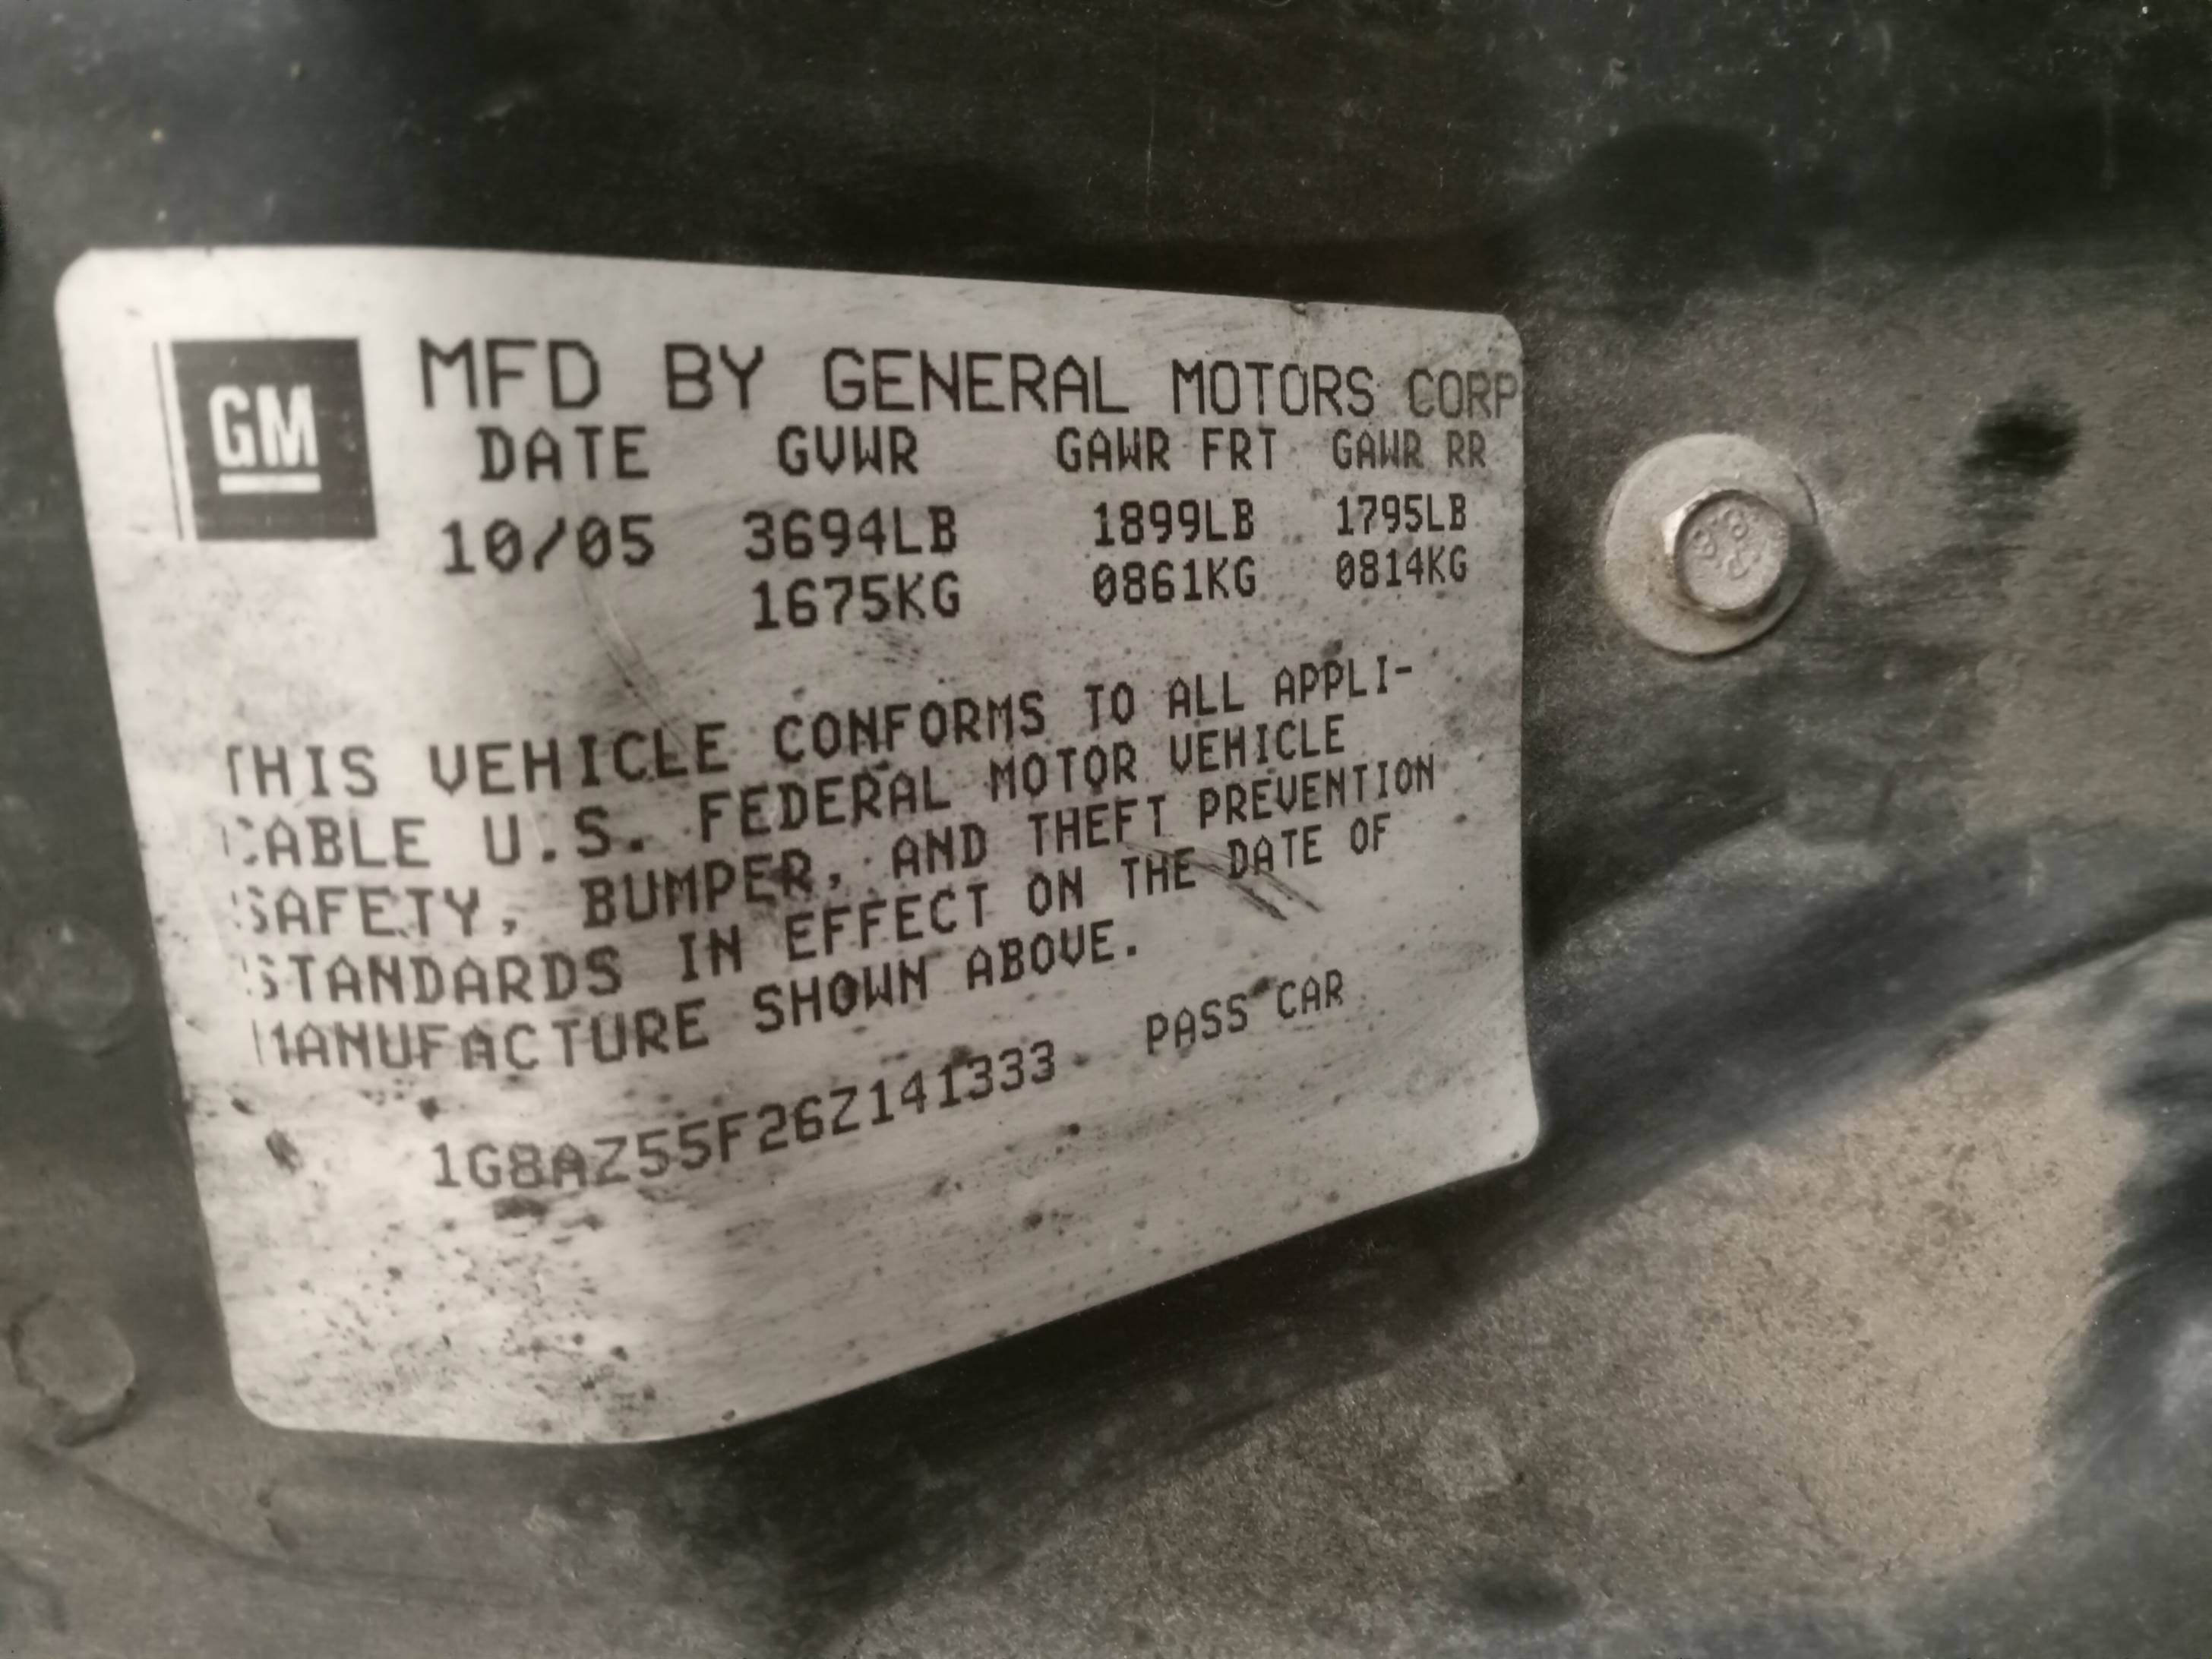 GM
MFD BY GENERAL MOTORS CORP
DATE GVWR GAWR FRT GAWR RR
10/05 3694LB 1899LB 1795LB
1675KG 0861KG 0814KG
THIS VEHICLE CONFORMS TO ALL APPLI-
CABLE U.S. FEDERAL MOTOR VEHICLE
SAFETY, BUMPER, AND THEFT PREVENTION
STANDARDS IN EFFECT ON THE DATE OF
MANUFACTURE SHOWN ABOVE.
1G8AZ55F26Z141333 PASS CAR